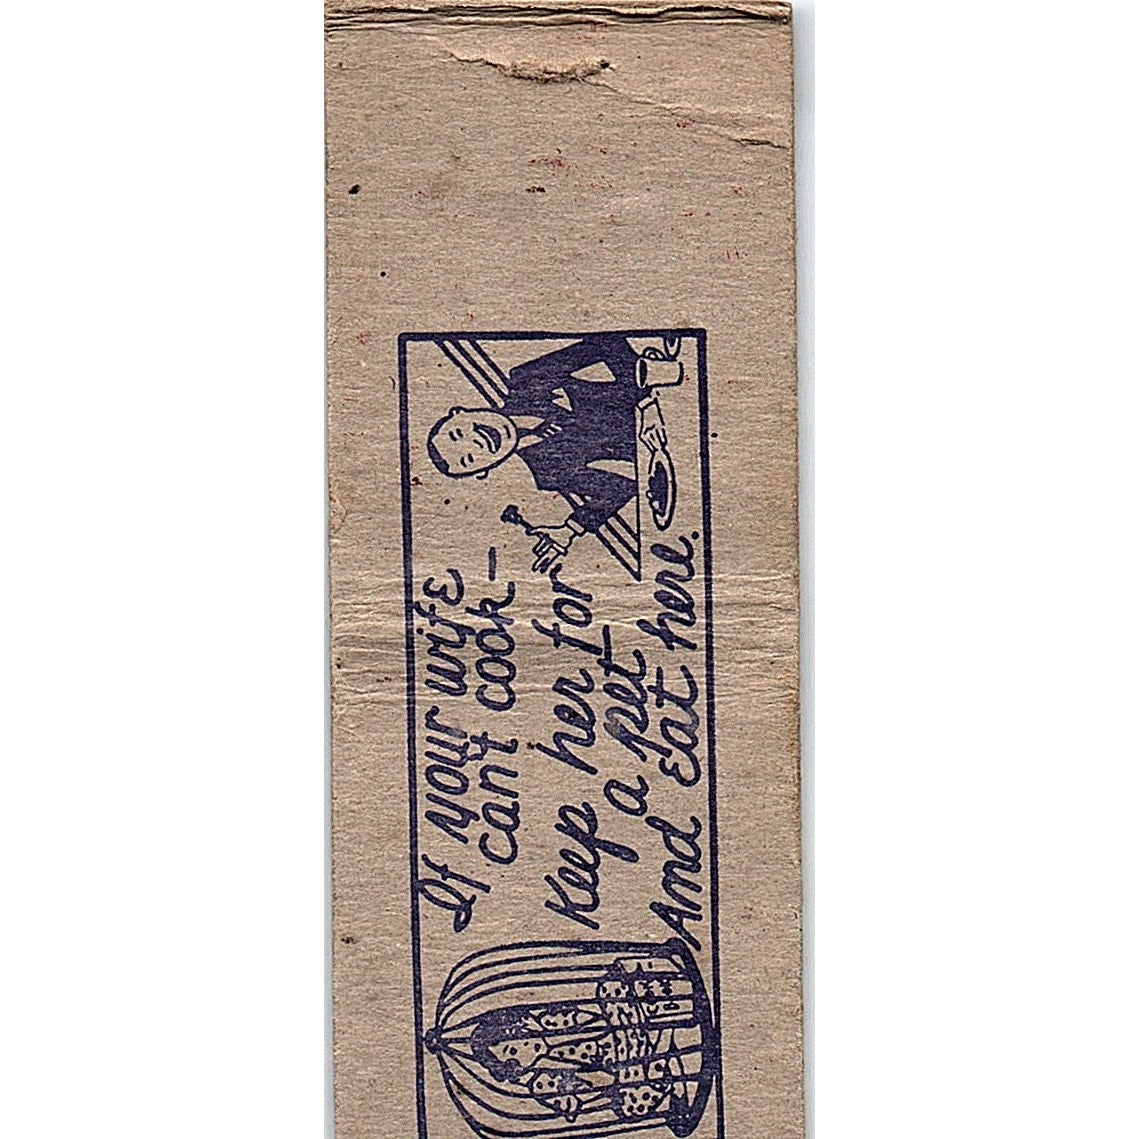 If your wife
can't cook—
Keep her for
a pet
And Eat here.